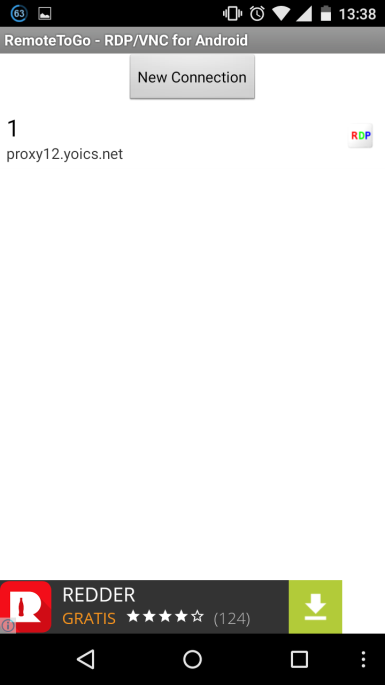 63
13:38
RemoteToGo - RDP/VNC for Android
New Connection
1
proxy12.yoics.net
RDP
REDDER
GRATIS (124)